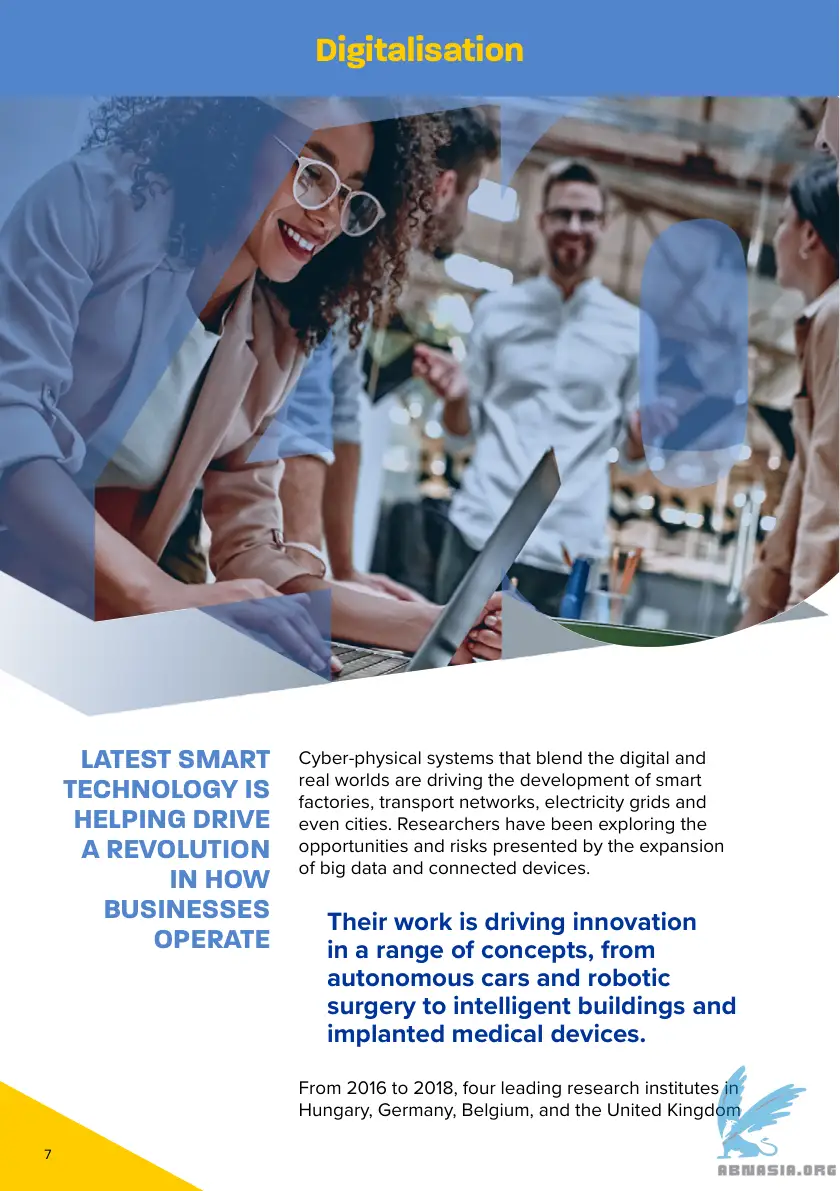 Digitalisation
LATEST SMART
TECHNOLOGY IS
HELPING DRIVE
A REVOLUTION
IN HOW
BUSINESSES
OPERATE
Cyber-physical systems that blend the digital and
real worlds are driving the development of smart
factories, transport networks, electricity grids and
even cities. Researchers have been exploring the
opportunities and risks presented by the expansion
of big data and connected devices.
Their work is driving innovation
in a range of concepts, from
autonomous cars and robotic
surgery to intelligent buildings and
implanted medical devices.
From 2016 to 2018, four leading research institutes in
Hungary, Germany, Belgium, and the United Kingdom
7
ABNASIA.ORG